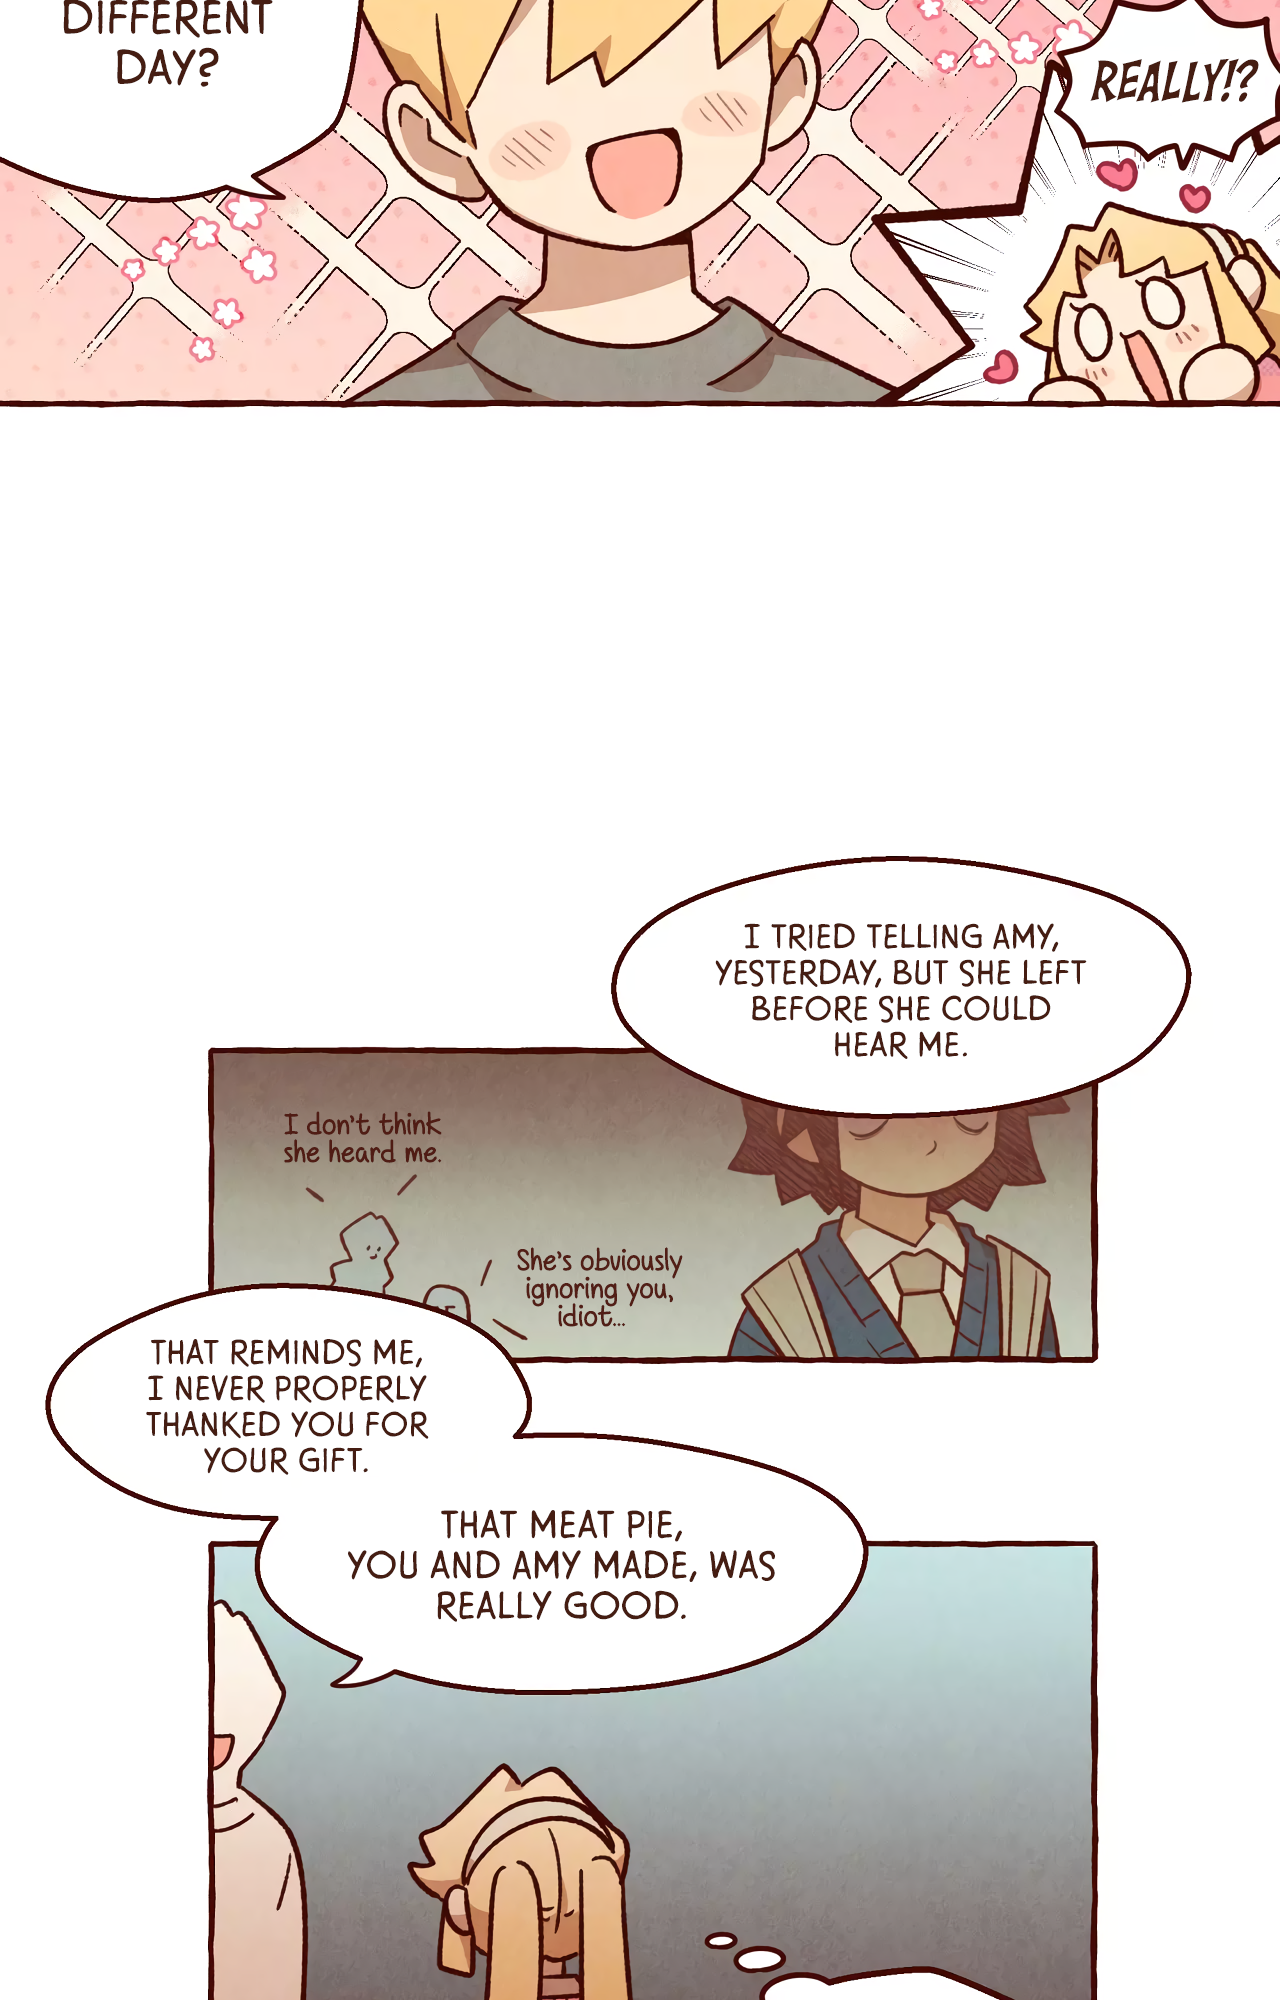 DIFFERENT
DAY?
REALLY!?
I TRIED TELLING AMY,
YESTERDAY, BUT SHE LEFT
BEFORE SHE COULD
HEAR ME.
I don't think
she heard me.
She's obviously
ignoring you,
idiot...
THAT REMINDS ME,
I NEVER PROPERLY
THANKED YOU FOR
YOUR GIFT.
THAT MEAT PIE,
YOU AND AMY MADE, WAS
REALLY GOOD.